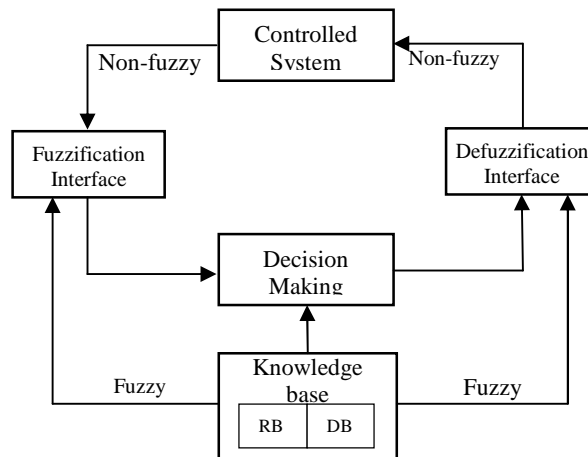 Controlled
System
Non-fuzzy
Non-fuzzy
Fuzzification
Interface
Defuzzification
Interface
Decision
Making
Knowledge
base
Fuzzy
Fuzzy
RB
DB